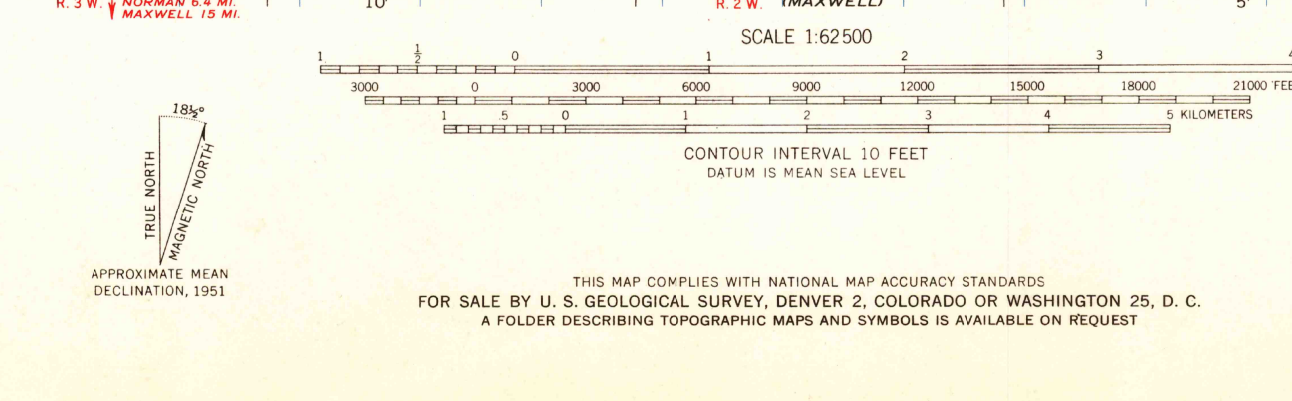 R. 3 W. NORMAN 6.4 MI. 10' R. 2 W. (MAXWELL) 5'
MAXWELL 15 MI.
SCALE 1:62500
1 ½ 0 1 2 3 4
3000 0 3000 6000 9000 12000 15000 18000 21000 FEE
1 .5 0 1 2 3 4 5 KILOMETERS
CONTOUR INTERVAL 10 FEET
DATUM IS MEAN SEA LEVEL
18½°
TRUE NORTH
MAGNETIC NORTH
APPROXIMATE MEAN
DECLINATION, 1951
THIS MAP COMPLIES WITH NATIONAL MAP ACCURACY STANDARDS
FOR SALE BY U. S. GEOLOGICAL SURVEY, DENVER 2, COLORADO OR WASHINGTON 25, D. C.
A FOLDER DESCRIBING TOPOGRAPHIC MAPS AND SYMBOLS IS AVAILABLE ON REQUEST